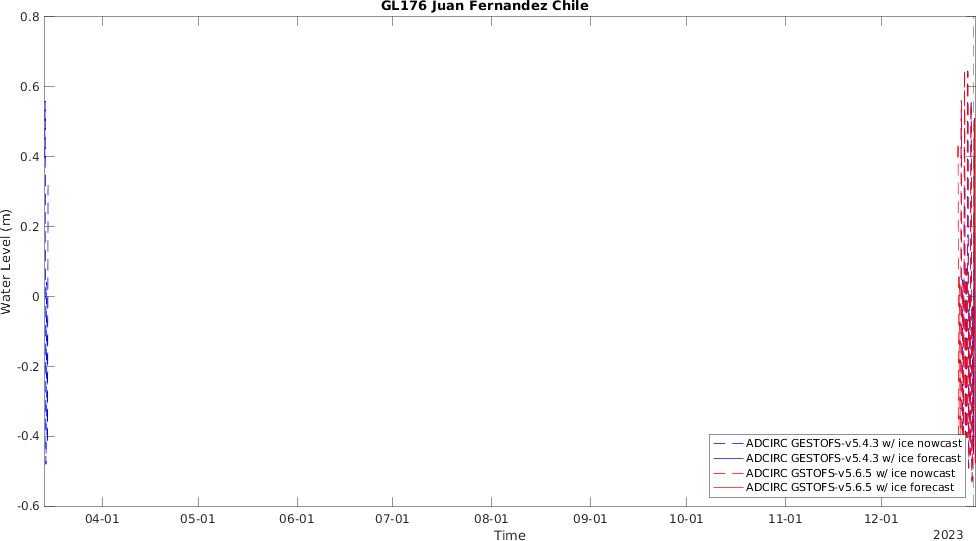 GL176 Juan Fernandez Chile
0.8
0.6
0.4
0.2
0
-0.2
-0.4
-0.6
Water Level (m)
04-01 05-01 06-01 07-01 08-01 09-01 10-01 11-01 12-01
Time
2023
ADCIRC GESTOFS-v5.4.3 w/ ice nowcast
ADCIRC GESTOFS-v5.4.3 w/ ice forecast
ADCIRC GSTOFS-v5.6.5 w/ ice nowcast
ADCIRC GSTOFS-v5.6.5 w/ ice forecast